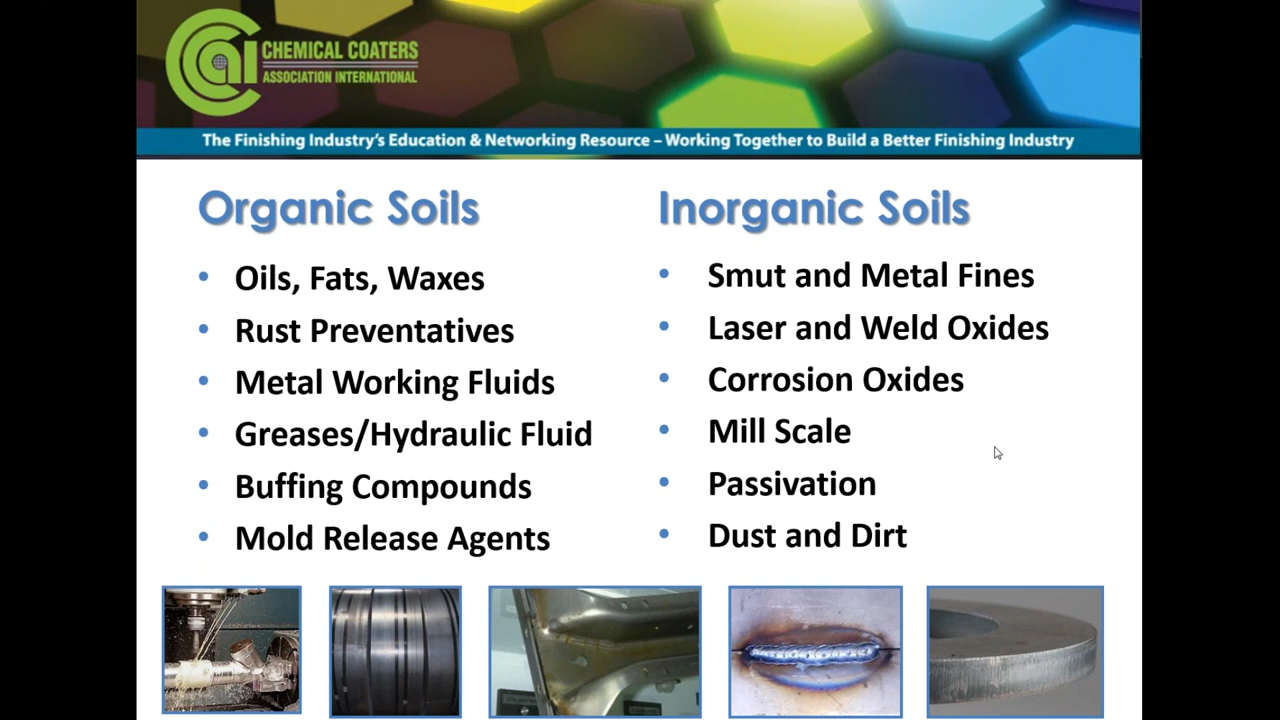 CHEMICAL COATERS
ASSOCIATION INTERNATIONAL
The Finishing Industry's Education & Networking Resource – Working Together to Build a Better Finishing Industry
Organic Soils
• Oils, Fats, Waxes
• Rust Preventatives
• Metal Working Fluids
• Greases/Hydraulic Fluid
• Buffing Compounds
• Mold Release Agents
Inorganic Soils
• Smut and Metal Fines
• Laser and Weld Oxides
• Corrosion Oxides
• Mill Scale
• Passivation
• Dust and Dirt